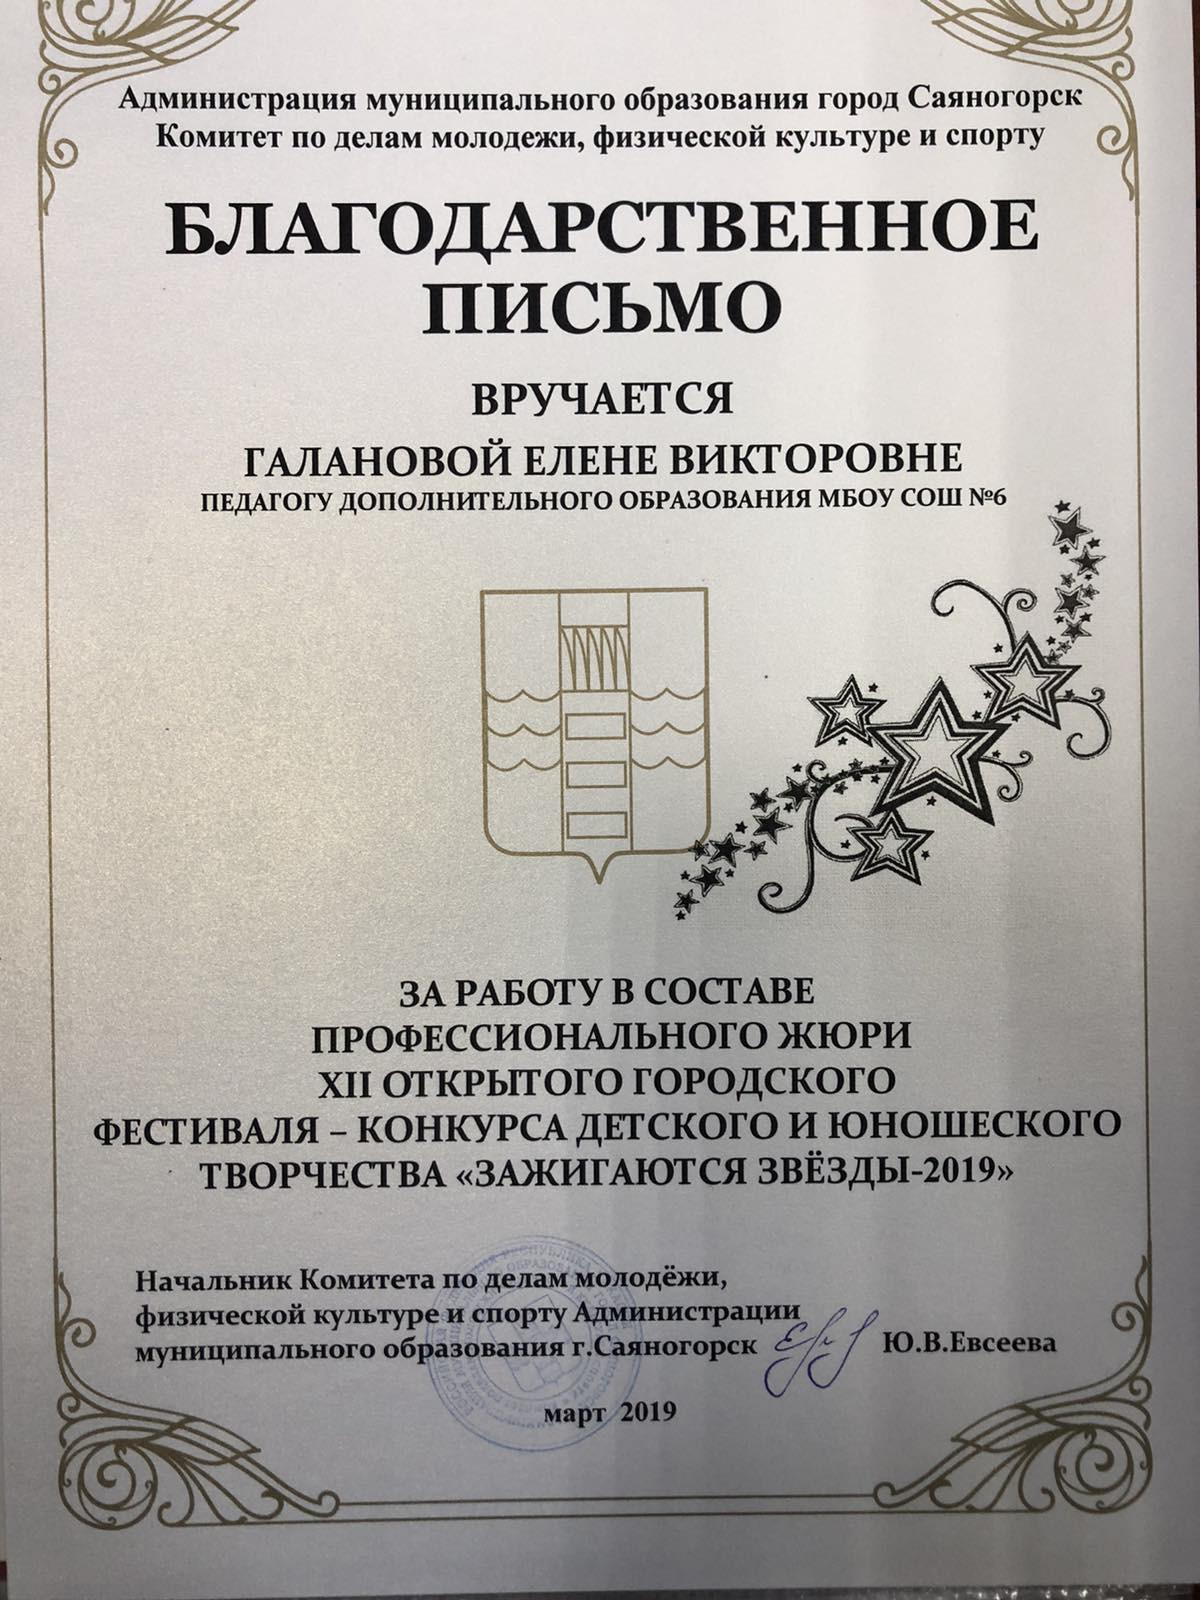 Администрация муниципального образования город Саяногорск
Комитет по делам молодежи, физической культуре и спорту
БЛАГОДАРСТВЕННОЕ
ПИСЬМО
ВРУЧАЕТСЯ
ГАЛАНОВОЙ ЕЛЕНЕ ВИКТОРОВНЕ
ПЕДАГОГУ ДОПОЛНИТЕЛЬНОГО ОБРАЗОВАНИЯ МБОУ СОШ №6
ЗА РАБОТУ В СОСТАВЕ
ПРОФЕССИОНАЛЬНОГО ЖЮРИ
XII ОТКРЫТОГО ГОРОДСКОГО
ФЕСТИВАЛЯ – КОНКУРСА ДЕТСКОГО И ЮНОШЕСКОГО
ТВОРЧЕСТВА «ЗАЖИГАЮТСЯ ЗВЁЗДЫ-2019»
Начальник Комитета по делам молодёжи,
физической культуре и спорту Администрации
муниципального образования г.Саяногорск Ю.В.Евсеева
март 2019